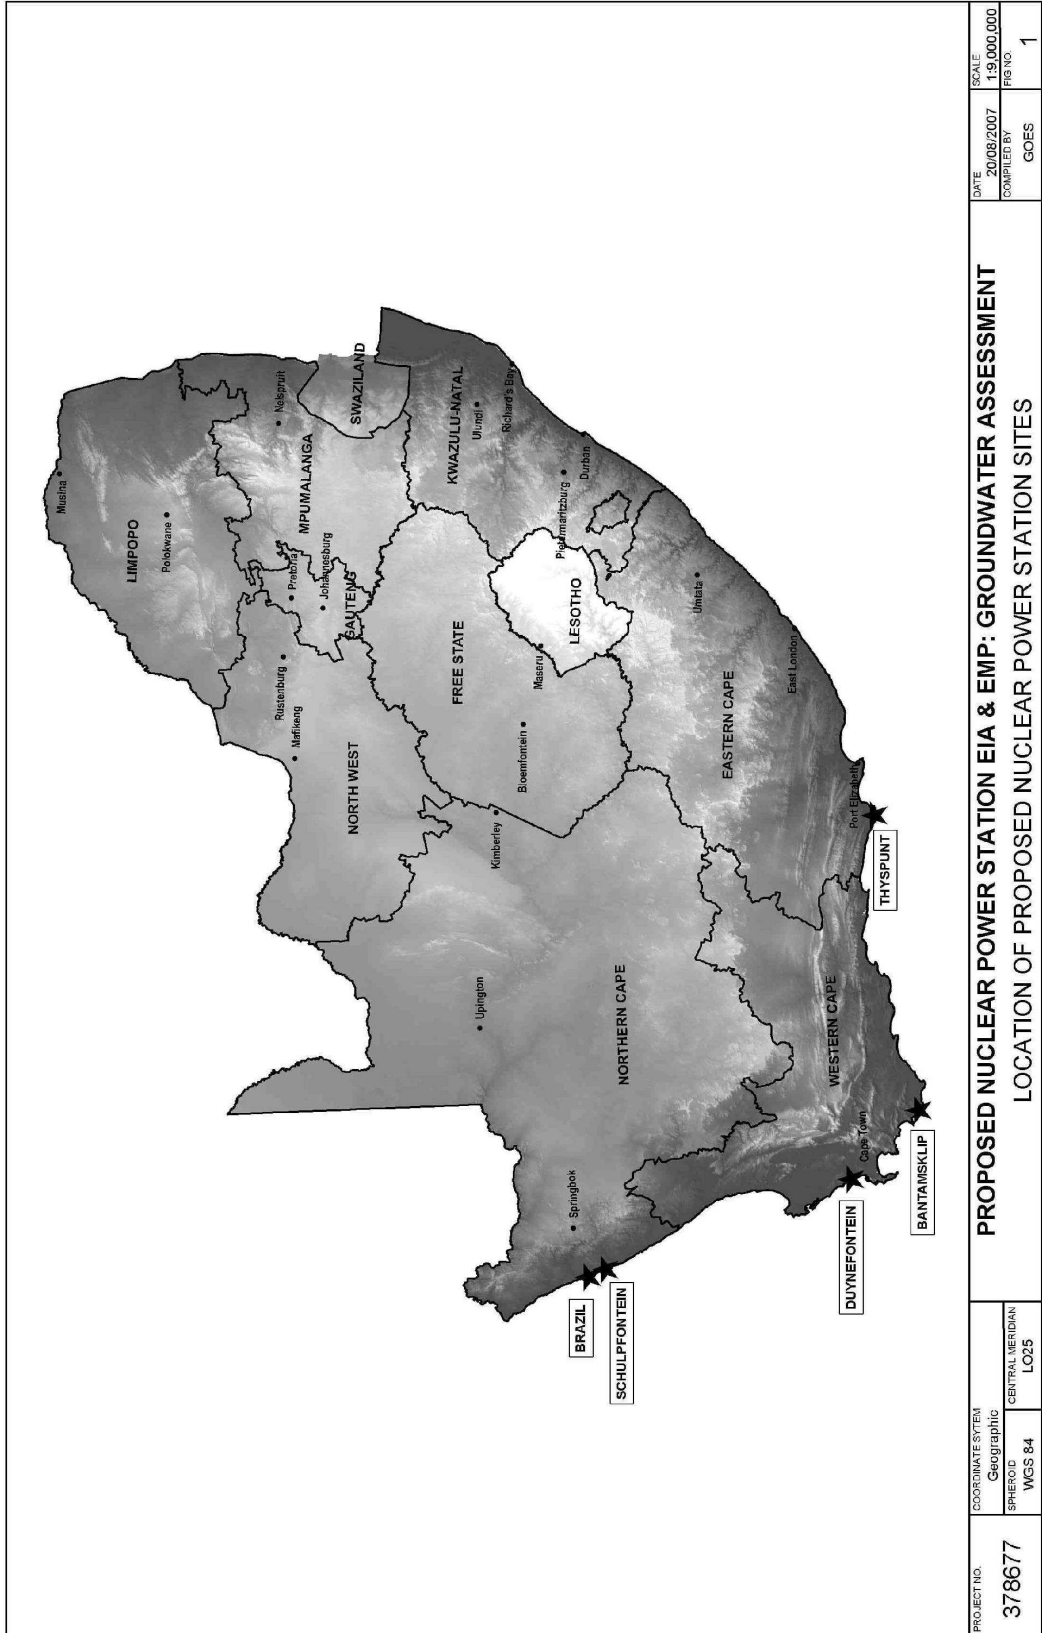 Musina
LIMPOPO
Polokwane
Nelspruit
MPUMALANGA
SWAZILAND
Pretoria
Johannesburg
GAUTENG
Rustenburg
Mafikeng
NORTH WEST
KWAZULU-NATAL
Ulundi
Richard's Bay
FREE STATE
Kimberley
Bloemfontein
Maseru
LESOTHO
Pietermaritzburg
Durban
Upington
Springbok
NORTHERN CAPE
Umtata
EASTERN CAPE
East London
WESTERN CAPE
Cape Town
Port Elizabeth
BRAZIL
SCHULPFONTEIN
DUYNEFONTEIN
BANTAMSKLIP
THYSPUNT
PROJECT NO.
378677
COORDINATE SYTEM
Geographic
SPHEROID
WGS 84
CENTRAL MERIDIAN
LO25
PROPOSED NUCLEAR POWER STATION EIA & EMP: GROUNDWATER ASSESSMENT
LOCATION OF PROPOSED NUCLEAR POWER STATION SITES
DATE
20/08/2007
SCALE
1:9,000,000
COMPILED BY
GOES
FIG NO.
1